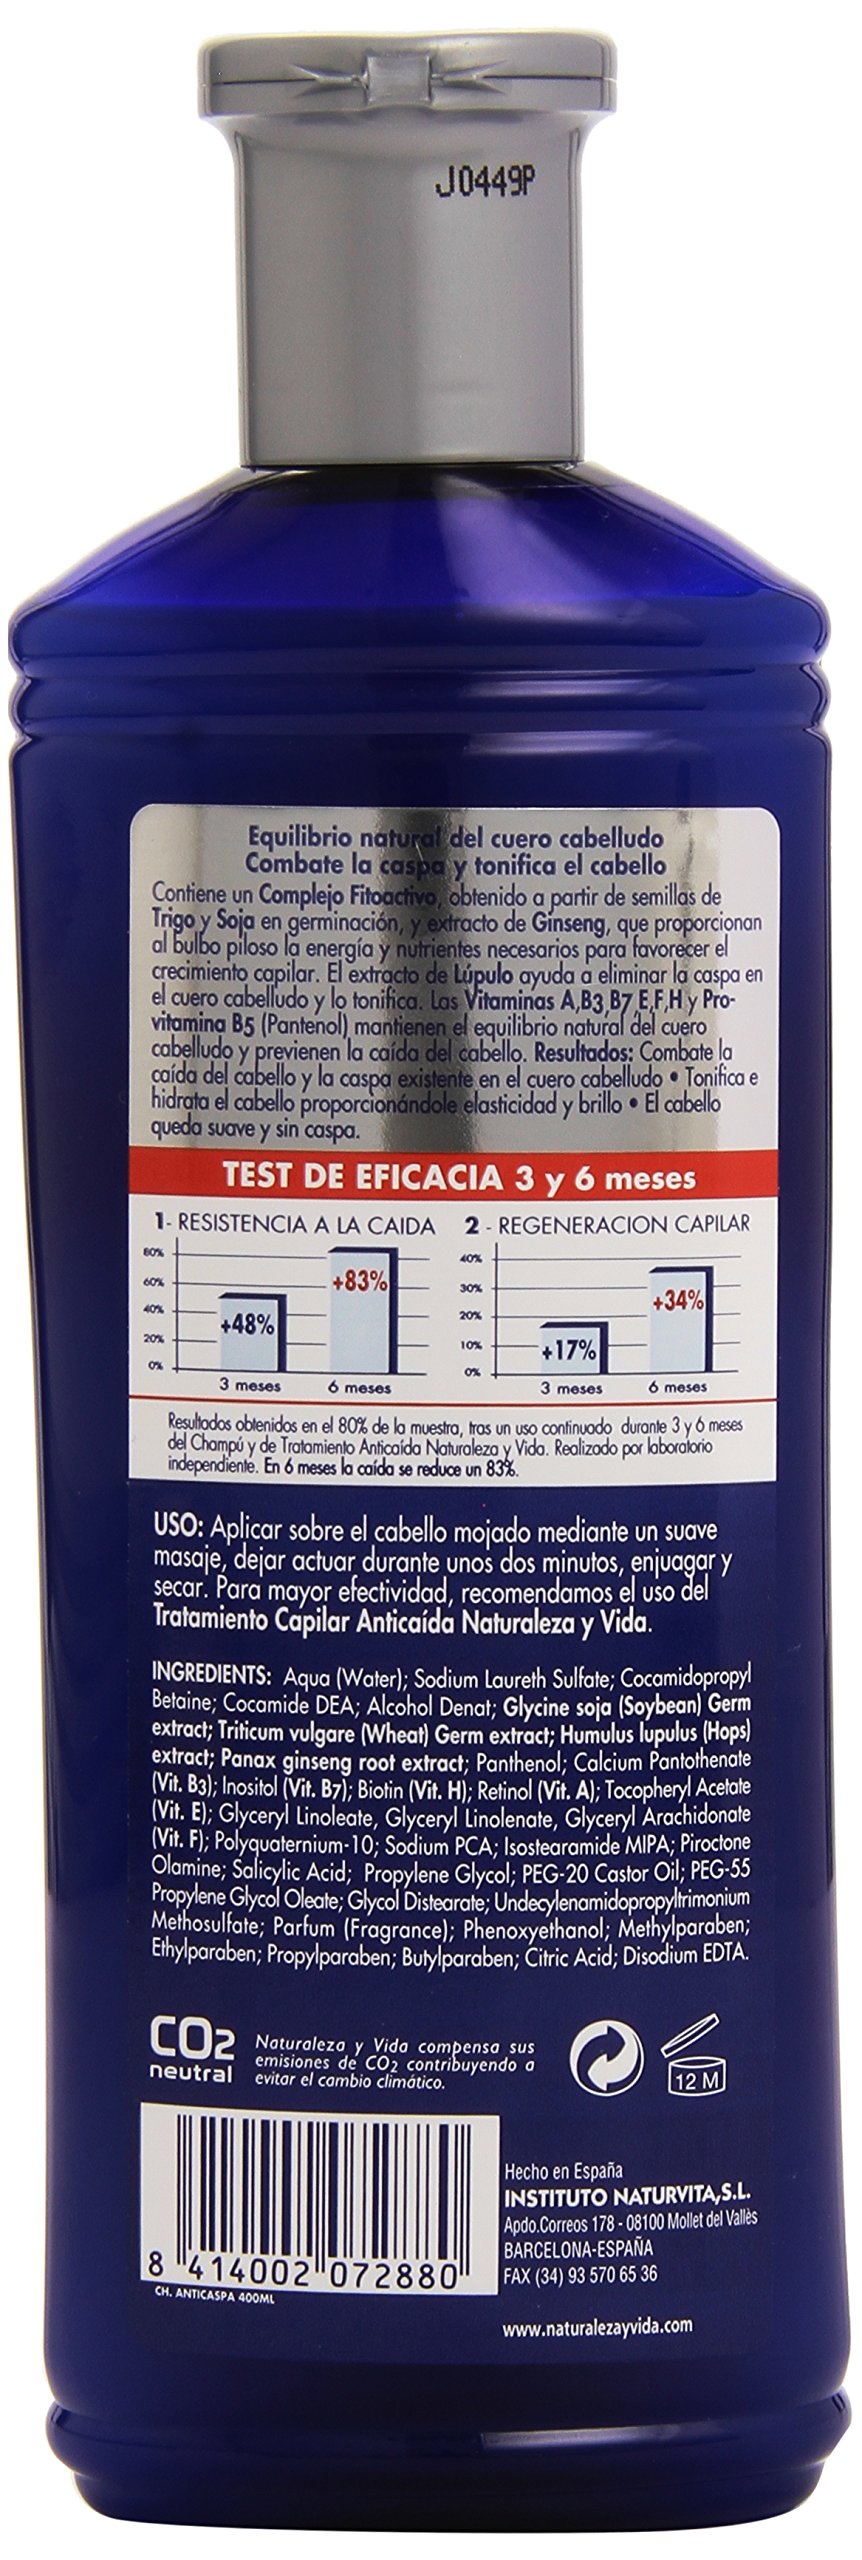 J0449P
Equilibrio natural del cuero cabelludo
Combate la caspa y tonifica el cabello
Contiene un Complejo Fitoactivo, obtenido a partir de semillas de
Trigo y Soja en germinación, y extracto de Ginseng, que proporcionan
al bulbo piloso la energía y nutrientes necesarios para favorecer el
crecimiento capilar. El extracto de Lúpulo ayuda a eliminar la caspa en
el cuero cabelludo y lo tonifica. Las Vitaminas A,B3,B7,E,F,H y Pro-
vitamina B5 (Pantenol) mantienen el equilibrio natural del cuero
cabelludo y previenen la caída del cabello. Resultados: Combate la
caída del cabello y la caspa existente en el cuero cabelludo • Tonifica e
hidrata el cabello proporcionándole elasticidad y brillo • El cabello
queda suave y sin caspa.
TEST DE EFICACIA 3 y 6 meses
1- RESISTENCIA A LA CAIDA
80%
60%
40%
20%
0%
+48%
+83%
3 meses 6 meses
2 - REGENERACION CAPILAR
40%
30%
20%
10%
0%
+17%
+34%
3 meses 6 meses
Resultados obtenidos en el 80% de la muestra, tras un uso continuado durante 3 y 6 meses
del Champú y de Tratamiento Anticaída Naturaleza y Vida. Realizado por laboratorio
independiente. En 6 meses la caída se reduce un 83%.
USO: Aplicar sobre el cabello mojado mediante un suave
masaje, dejar actuar durante unos dos minutos, enjuagar y
secar. Para mayor efectividad, recomendamos el uso del
Tratamiento Capilar Anticaída Naturaleza y Vida.
INGREDIENTS: Aqua (Water); Sodium Laureth Sulfate; Cocamidopropyl
Betaine; Cocamide DEA; Alcohol Denat; Glycine soja (Soybean) Germ
extract; Triticum vulgare (Wheat) Germ extract; Humulus lupulus (Hops)
extract; Panax ginseng root extract; Panthenol; Calcium Pantothenate
(Vit. B3); Inositol (Vit. B7); Biotin (Vit. H); Retinol (Vit. A); Tocopheryl Acetate
(Vit. E); Glyceryl Linoleate, Glyceryl Linolenate, Glyceryl Arachidonate
(Vit. F); Polyquaternium-10; Sodium PCA; Isostearamide MIPA; Piroctone
Olamine; Salicylic Acid; Propylene Glycol; PEG-20 Castor Oil; PEG-55
Propylene Glycol Oleate; Glycol Distearate; Undecylenamidopropyltrimonium
Methosulfate; Parfum (Fragrance); Phenoxyethanol; Methylparaben;
Ethylparaben; Propylparaben; Butylparaben; Citric Acid; Disodium EDTA.
CO2
neutral
Naturaleza y Vida compensa sus
emisiones de CO2 contribuyendo a
evitar el cambio climático.
12 M
8 414002 072880
CH. ANTICASPA 400ML
Hecho en España
INSTITUTO NATURVITA,S.L.
Apdo.Correos 178 - 08100 Mollet del Vallès
BARCELONA-ESPAÑA
FAX (34) 93 570 65 36
www.naturalezayvida.com